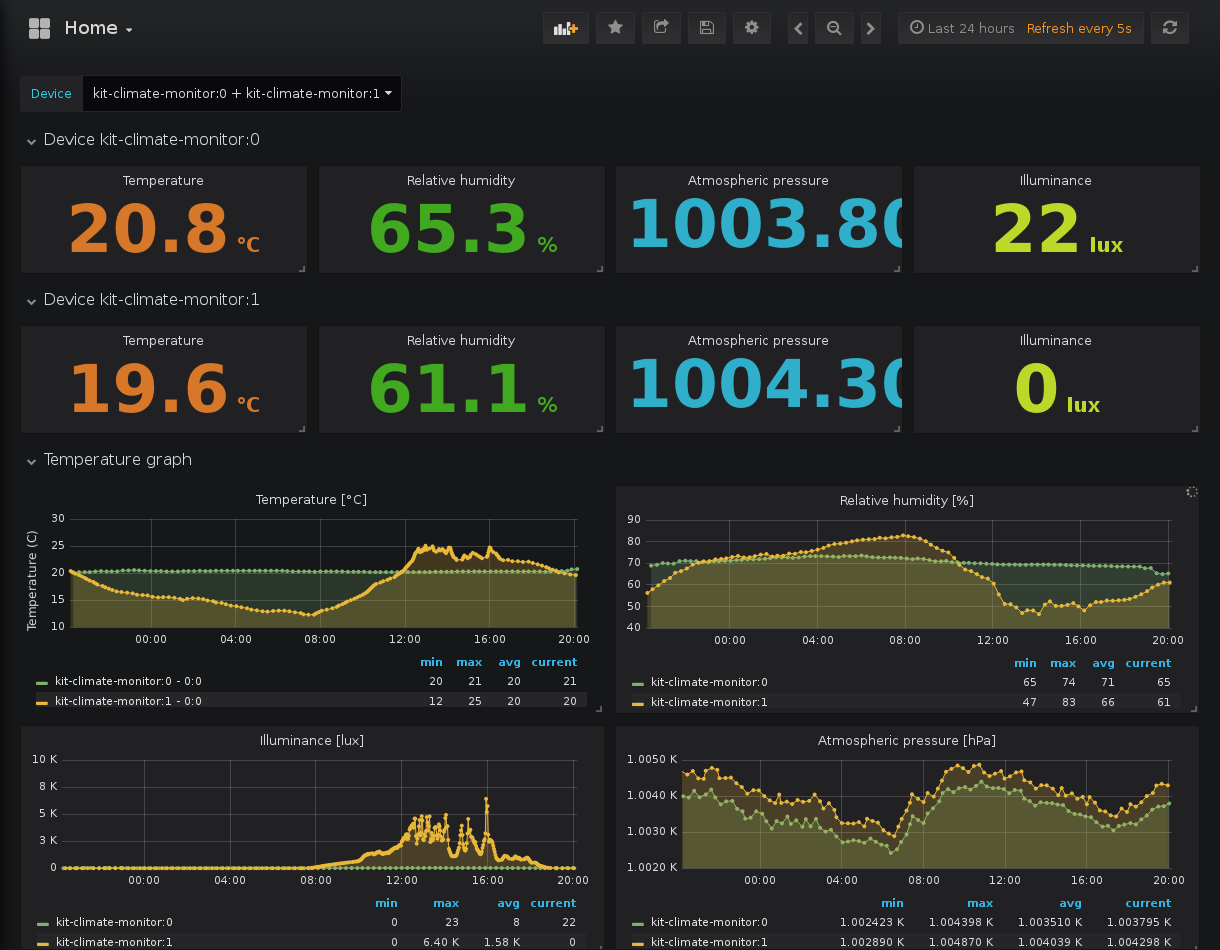 Home
Last 24 hours Refresh every 5s
Device kit-climate-monitor:0 + kit-climate-monitor:1
Device kit-climate-monitor:0
Temperature Relative humidity Atmospheric pressure Illuminance
20.8 °C 65.3 % 1003.80 22 lux
Device kit-climate-monitor:1
Temperature Relative humidity Atmospheric pressure Illuminance
19.6 °C 61.1 % 1004.30 0 lux
Temperature graph
Temperature [°C]
Temperature (C)
30
25
20
15
10
00:00 04:00 08:00 12:00 16:00 20:00
min max avg current
kit-climate-monitor:0 - 0:0 20 21 20 21
kit-climate-monitor:1 - 0:0 12 25 20 20
Relative humidity [%]
90
80
70
60
50
40
00:00 04:00 08:00 12:00 16:00 20:00
min max avg current
kit-climate-monitor:0 65 74 71 65
kit-climate-monitor:1 47 83 66 61
Illuminance [lux]
10 K
8 K
5 K
3 K
0
00:00 04:00 08:00 12:00 16:00 20:00
min max avg current
kit-climate-monitor:0 0 23 8 22
kit-climate-monitor:1 0 6.40 K 1.58 K 0
Atmospheric pressure [hPa]
1.0050 K
1.0040 K
1.0030 K
1.0020 K
00:00 04:00 08:00 12:00 16:00 20:00
min max avg current
kit-climate-monitor:0 1.002423 K 1.004398 K 1.003510 K 1.003795 K
kit-climate-monitor:1 1.002890 K 1.004870 K 1.004039 K 1.004298 K